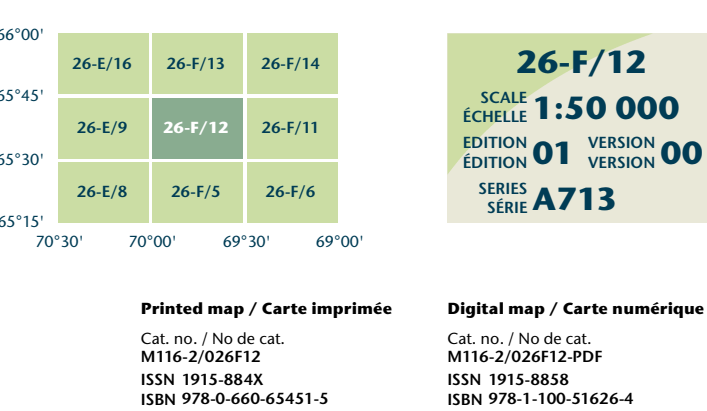 66°00'
26-E/16 26-F/13 26-F/14
65°45'
26-E/9 26-F/12 26-F/11
65°30'
26-E/8 26-F/5 26-F/6
65°15'
70°30' 70°00' 69°30' 69°00'
26-F/12
SCALE
ÉCHELLE 1:50 000
EDITION VERSION
ÉDITION 01 VERSION 00
SERIES
SÉRIE A713
Printed map / Carte imprimée
Cat. no. / No de cat.
M116-2/026F12
ISSN 1915-884X
ISBN 978-0-660-65451-5
Digital map / Carte numérique
Cat. no. / No de cat.
M116-2/026F12-PDF
ISSN 1915-8858
ISBN 978-1-100-51626-4